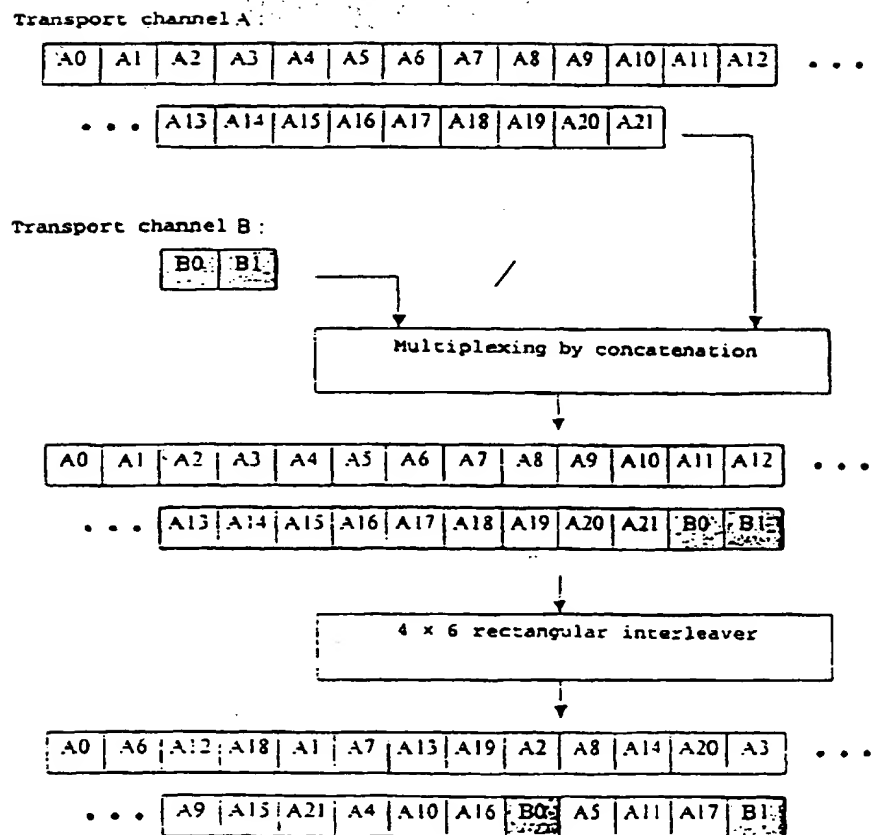 Transport channel A:
A0 A1 A2 A3 A4 A5 A6 A7 A8 A9 A10 A11 A12 • • •
• • • A13 A14 A15 A16 A17 A18 A19 A20 A21
Transport channel B:
B0 B1
Multiplexing by concatenation
A0 A1 A2 A3 A4 A5 A6 A7 A8 A9 A10 A11 A12 • • •
• • • A13 A14 A15 A16 A17 A18 A19 A20 A21 B0 B1
4 × 6 rectangular interleaver
A0 A6 A12 A18 A1 A7 A13 A19 A2 A8 A14 A20 A3 • • •
• • • A9 A15 A21 A4 A10 A16 B0 A5 A11 A17 B1